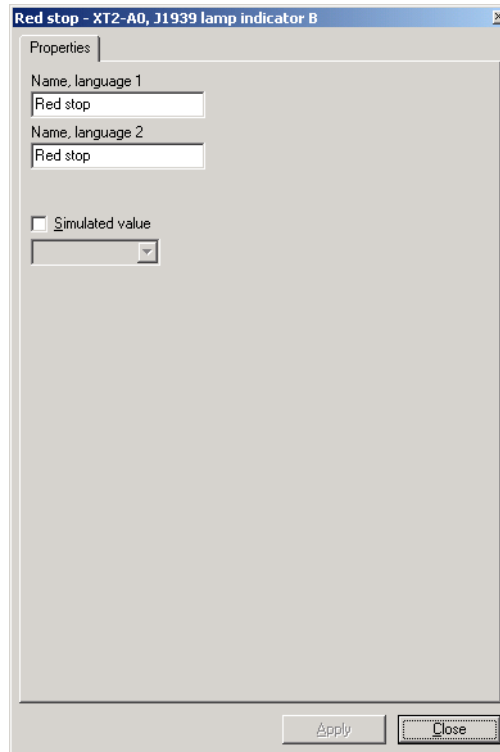 Red stop - XT2-A0, J1939 lamp indicator B
Properties
Name, language 1
Red stop
Name, language 2
Red stop
Simulated value
Apply
Close